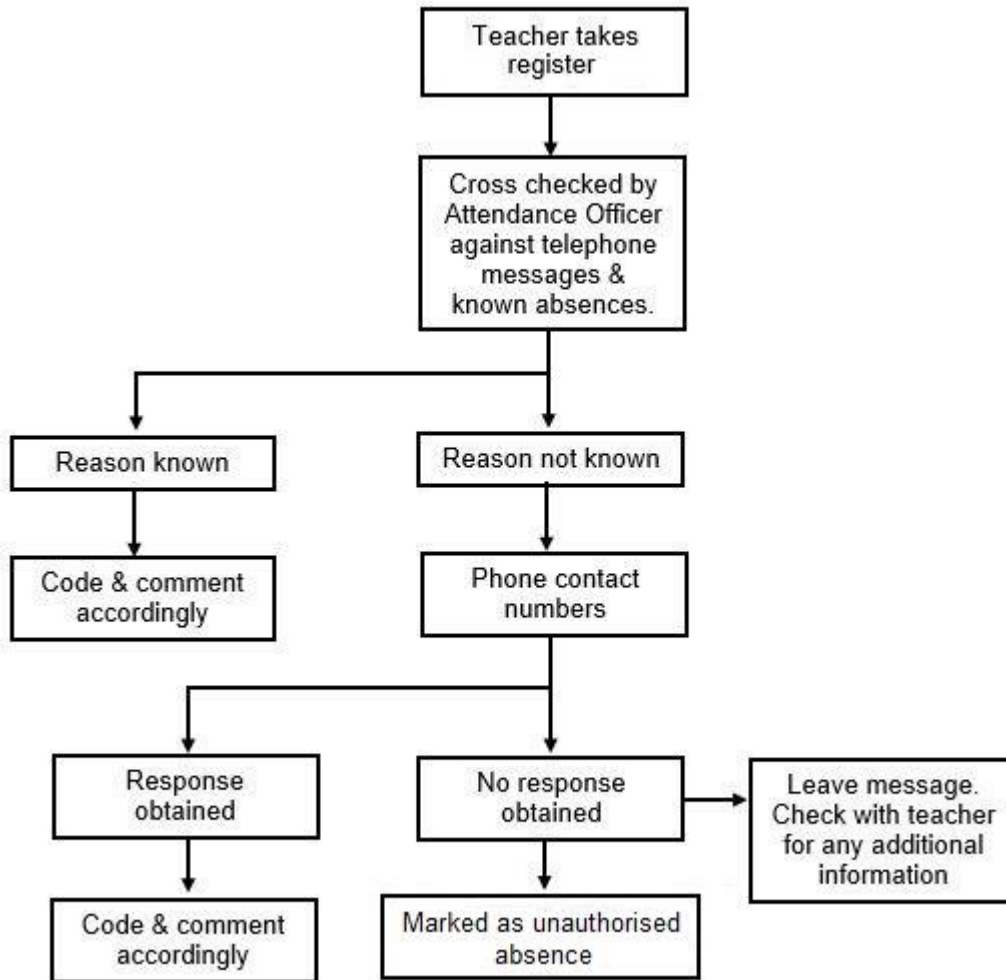 Teacher takes
register
Cross checked by
Attendance Officer
against telephone
messages &
known absences.
Reason known
Reason not known
Code & comment
accordingly
Phone contact
numbers
Response
obtained
No response
obtained
Leave message.
Check with teacher
for any additional
information
Code & comment
accordingly
Marked as unauthorised
absence